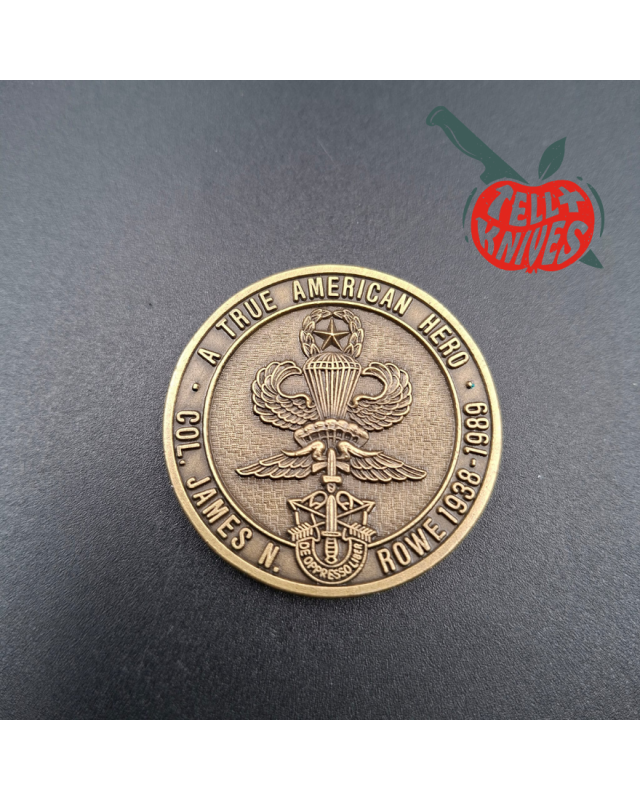 TELL
KNIVES
· A TRUE AMERICAN HERO ·
COL. JAMES N. ROWE 1938-1989
DE OPPRESSO LIBER